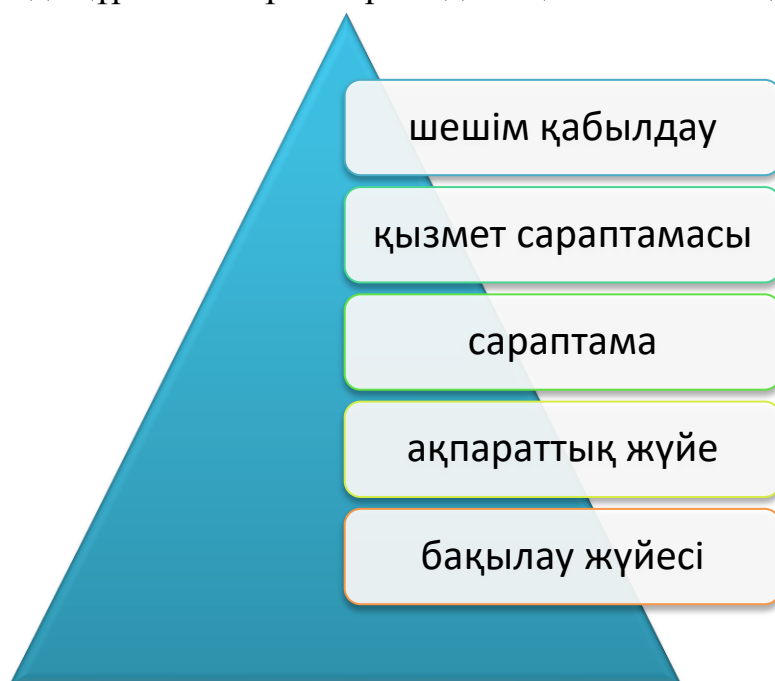 шешім қабылдау
қызмет сараптамасы
сараптама
ақпараттық жүйе
бақылау жүйесі